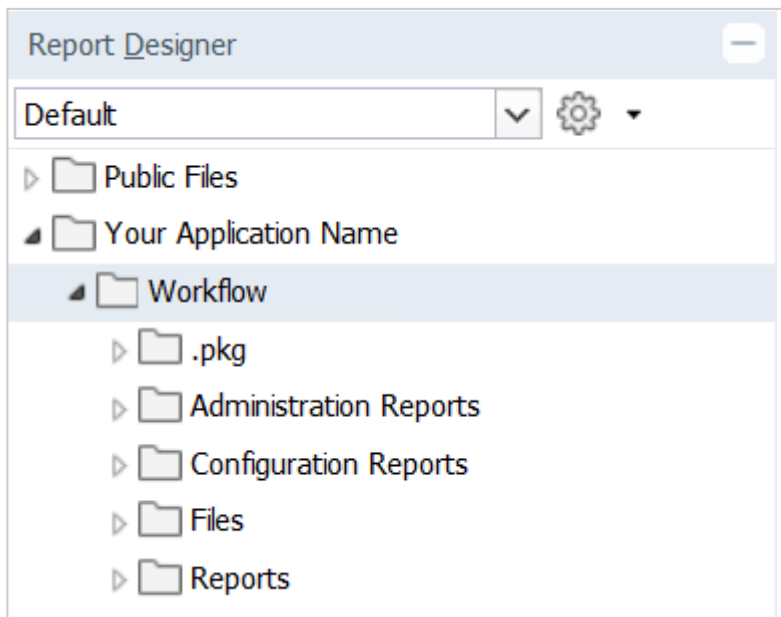 Report Designer
Default
Public Files
Your Application Name
Workflow
.pkg
Administration Reports
Configuration Reports
Files
Reports